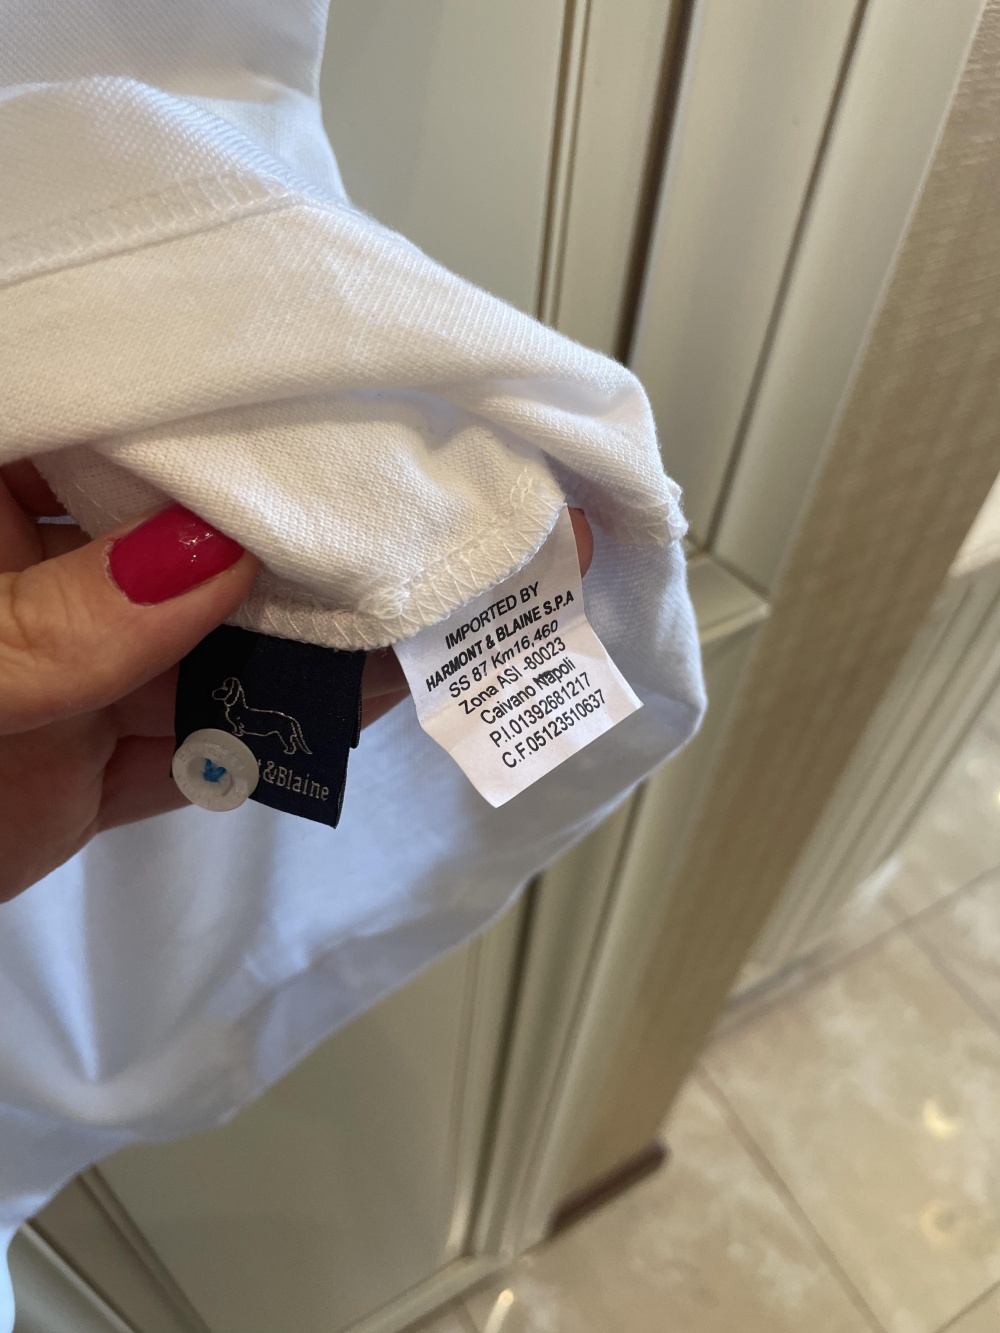 IMPORTED BY
HARMONT & BLAINE S.P.A
SS 87 Km16,460
Zona ASI -80023
Caivano Napoli
P.I.01392681217
C.F.05123510637
&Blaine